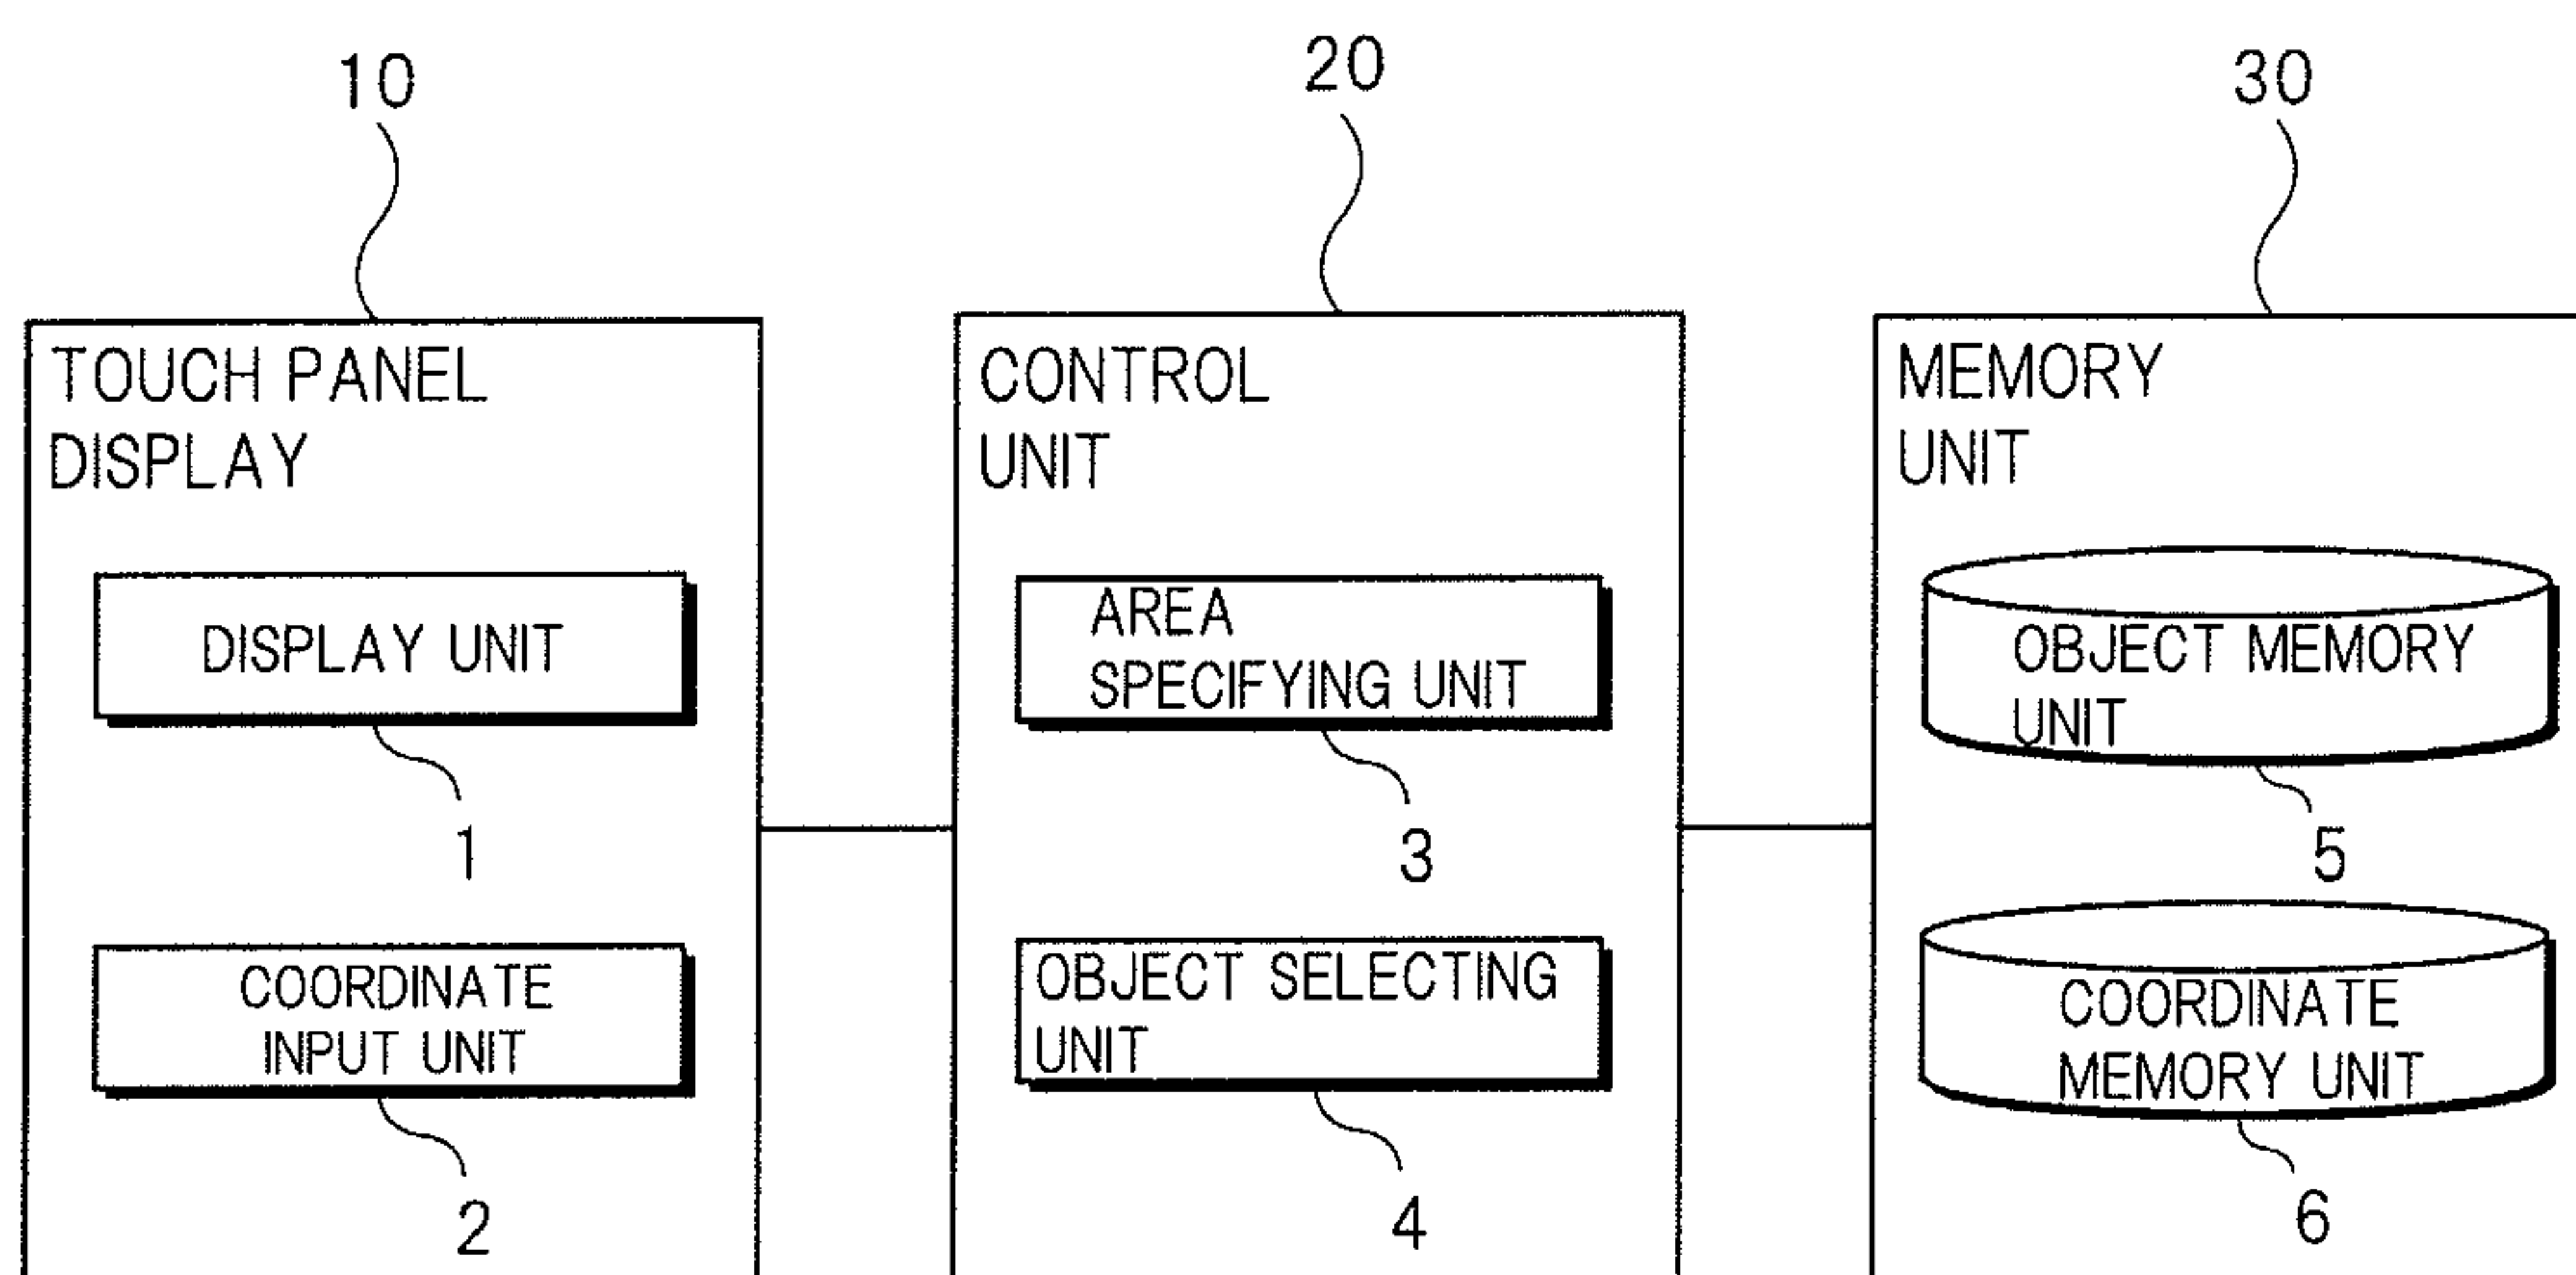 10
20
30
TOUCH PANEL
DISPLAY
DISPLAY UNIT
1
COORDINATE
INPUT UNIT
2
CONTROL
UNIT
AREA
SPECIFYING UNIT
3
OBJECT SELECTING
UNIT
4
MEMORY
UNIT
OBJECT MEMORY
UNIT
5
COORDINATE
MEMORY UNIT
6